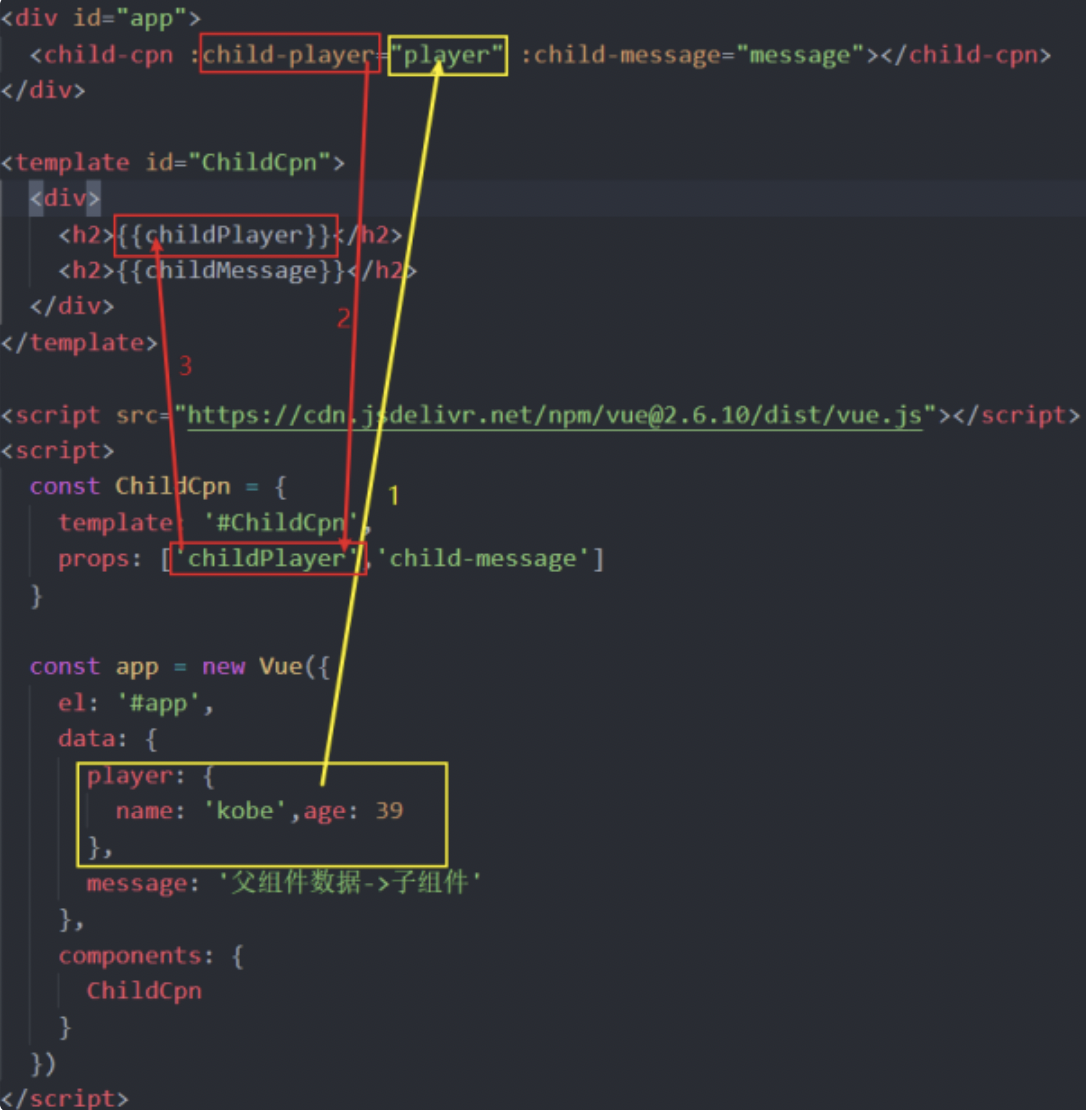 <div id="app">
  <child-cpn :child-player="player" :child-message="message"></child-cpn>
</div>
<template id="ChildCpn">
  <div>
    <h2>{{childPlayer}}</h2>
    <h2>{{childMessage}}</h2>
  </div>
2
</template>
3
<script src="https://cdn.jsdelivr.net/npm/vue@2.6.10/dist/vue.js"></script>
<script>
  const ChildCpn = {
1
    template: '#ChildCpn',
    props: ['childPlayer','child-message']
  }
  const app = new Vue({
    el: '#app',
    data: {
      player: {
        name: 'kobe',age: 39
      },
      message: '父组件数据->子组件'
    },
    components: {
      ChildCpn
    }
  })
</script>